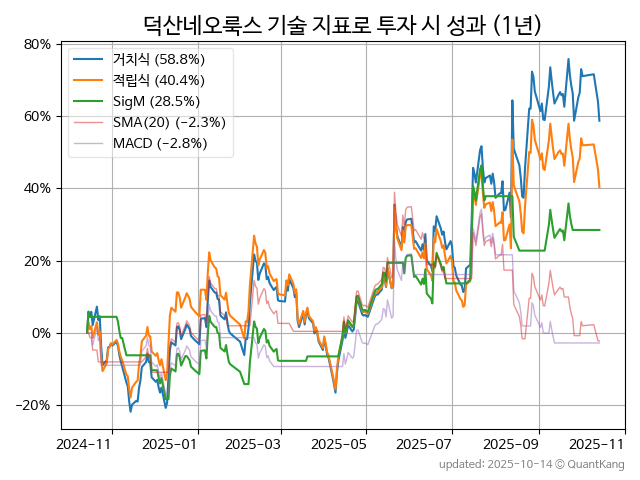 덕산네오룩스 기술 지표로 투자 시 성과 (1년)
80%
60%
40%
20%
0%
−20%
거치식 (58.8%)
적립식 (40.4%)
SigM (28.5%)
SMA(20) (−2.3%)
MACD (−2.8%)
2024-11 2025-01 2025-03 2025-05 2025-07 2025-09 2025-11
updated: 2025-10-14 © QuantKang